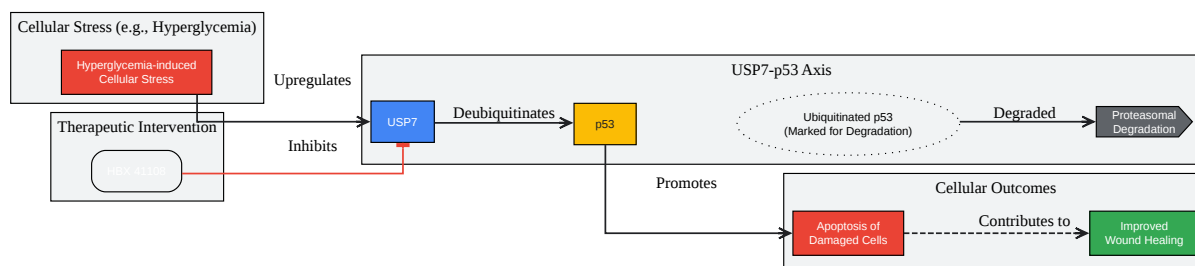 Cellular Stress (e.g., Hyperglycemia)
Hyperglycemia-induced
Cellular Stress
Upregulates
Therapeutic Intervention
HBX 41108
Inhibits
USP7-p53 Axis
USP7
Deubiquitinates
p53
Ubiquitinated p53
(Marked for Degradation)
Degraded
Proteasomal
Degradation
Promotes
Cellular Outcomes
Apoptosis of
Damaged Cells
Contributes to
Improved
Wound Healing